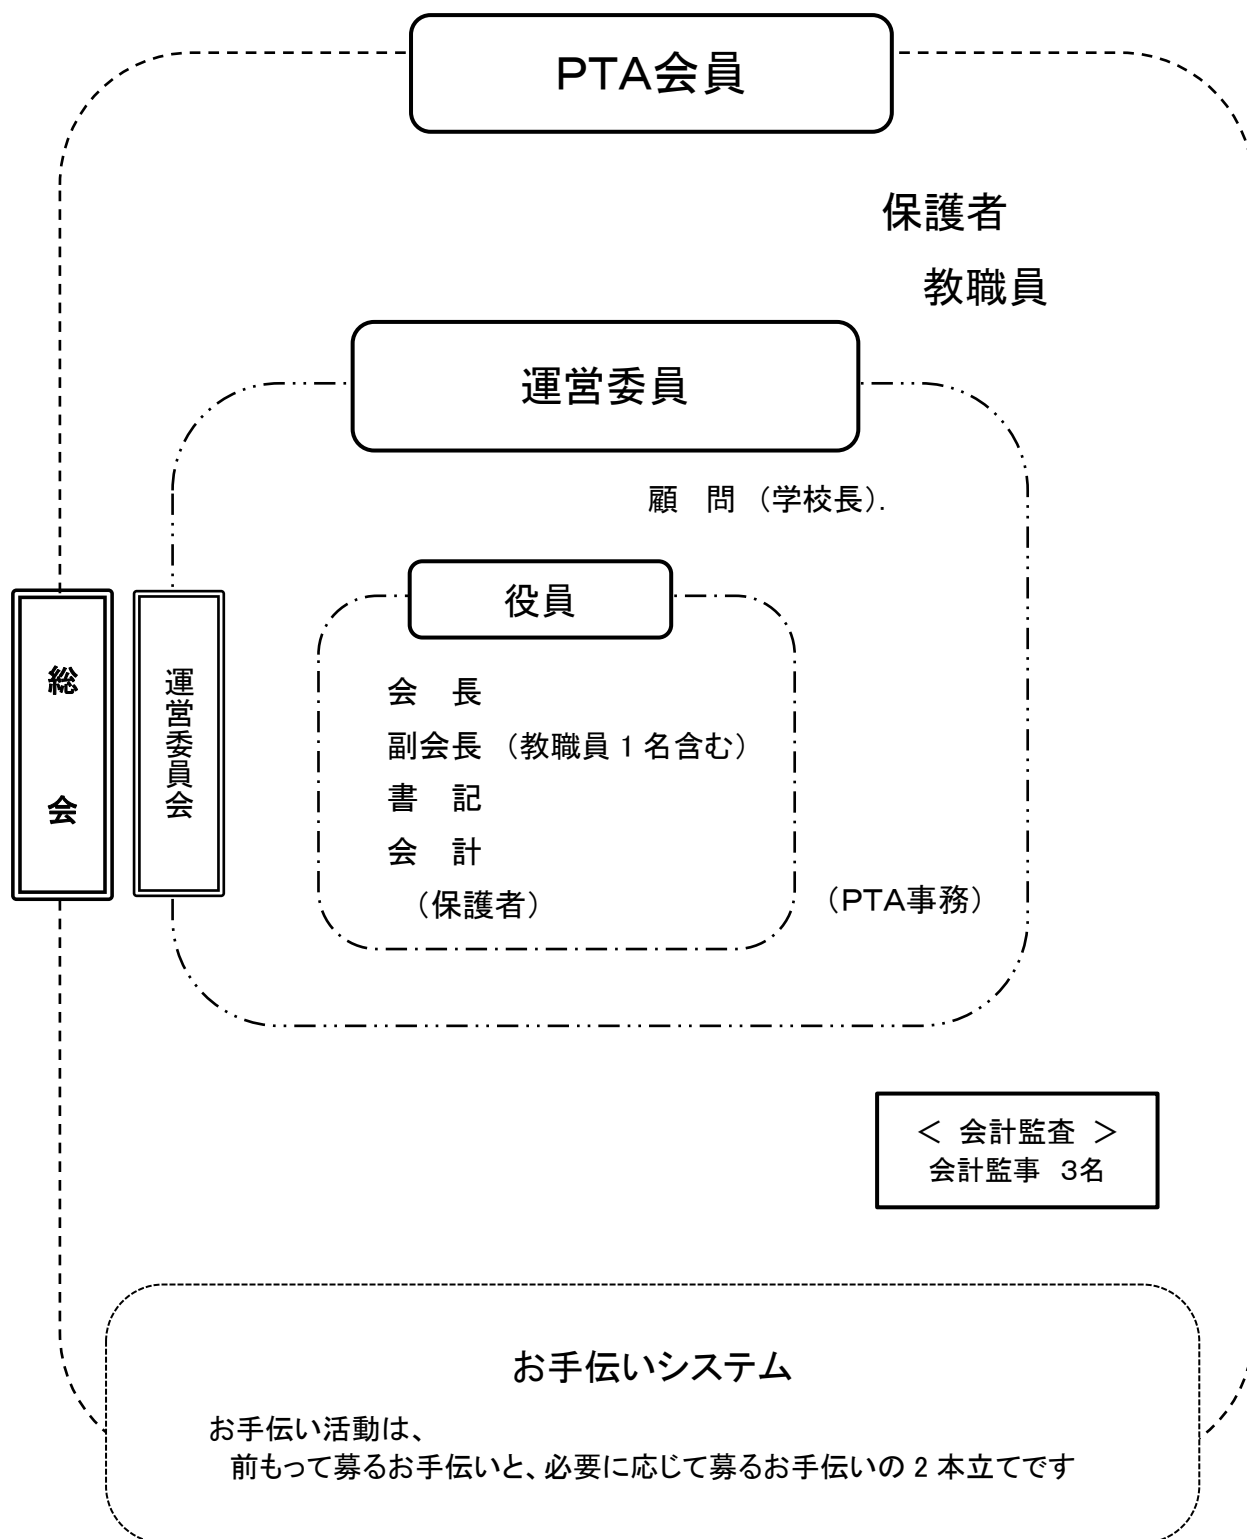 PTA会員
保護者
教職員
運営委員
顧　問 （学校長）.
役員
総　会
運営委員会
会　長
副会長 （教職員 1 名含む）
書　記
会　計
（保護者）
（PTA事務）
＜ 会計監査 ＞
会計監事　3名
お手伝いシステム
お手伝い活動は、
前もって募るお手伝いと、必要に応じて募るお手伝いの 2 本立てです